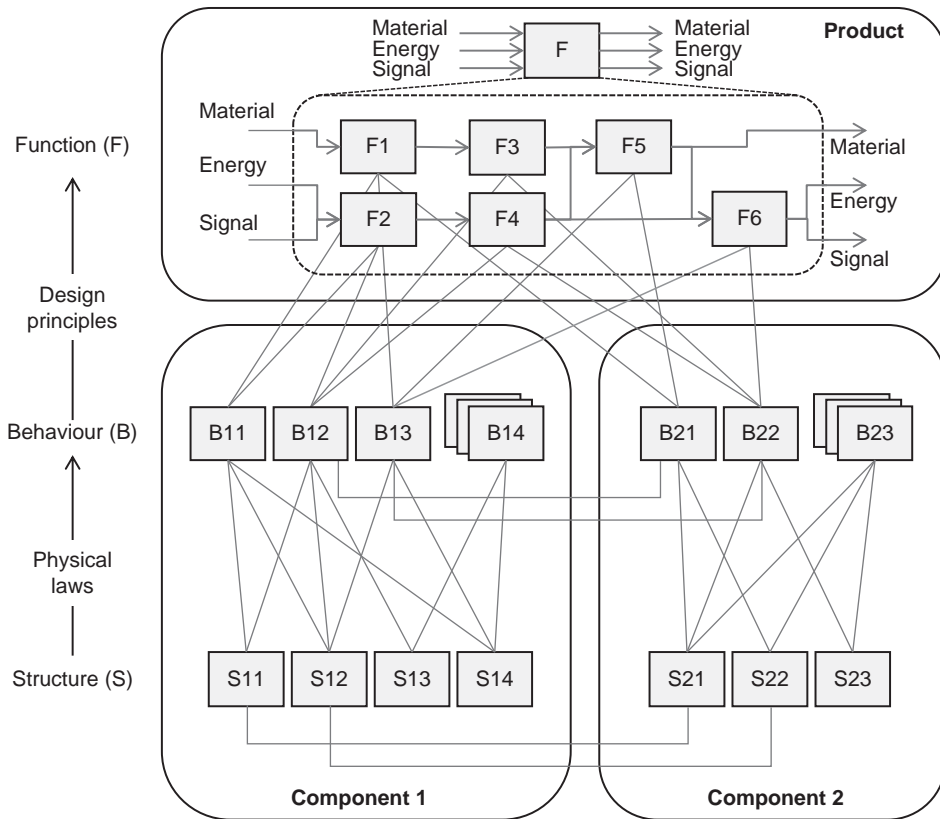 Product
Material
Energy
Signal
F
Material
Energy
Signal
Material
Energy
Signal
F1
F3
F5
F2
F4
F6
Material
Energy
Signal
Function (F)
Design
principles
Behaviour (B)
Physical
laws
Structure (S)
B11
B12
B13
B14
B21
B22
B23
S11
S12
S13
S14
S21
S22
S23
Component 1
Component 2